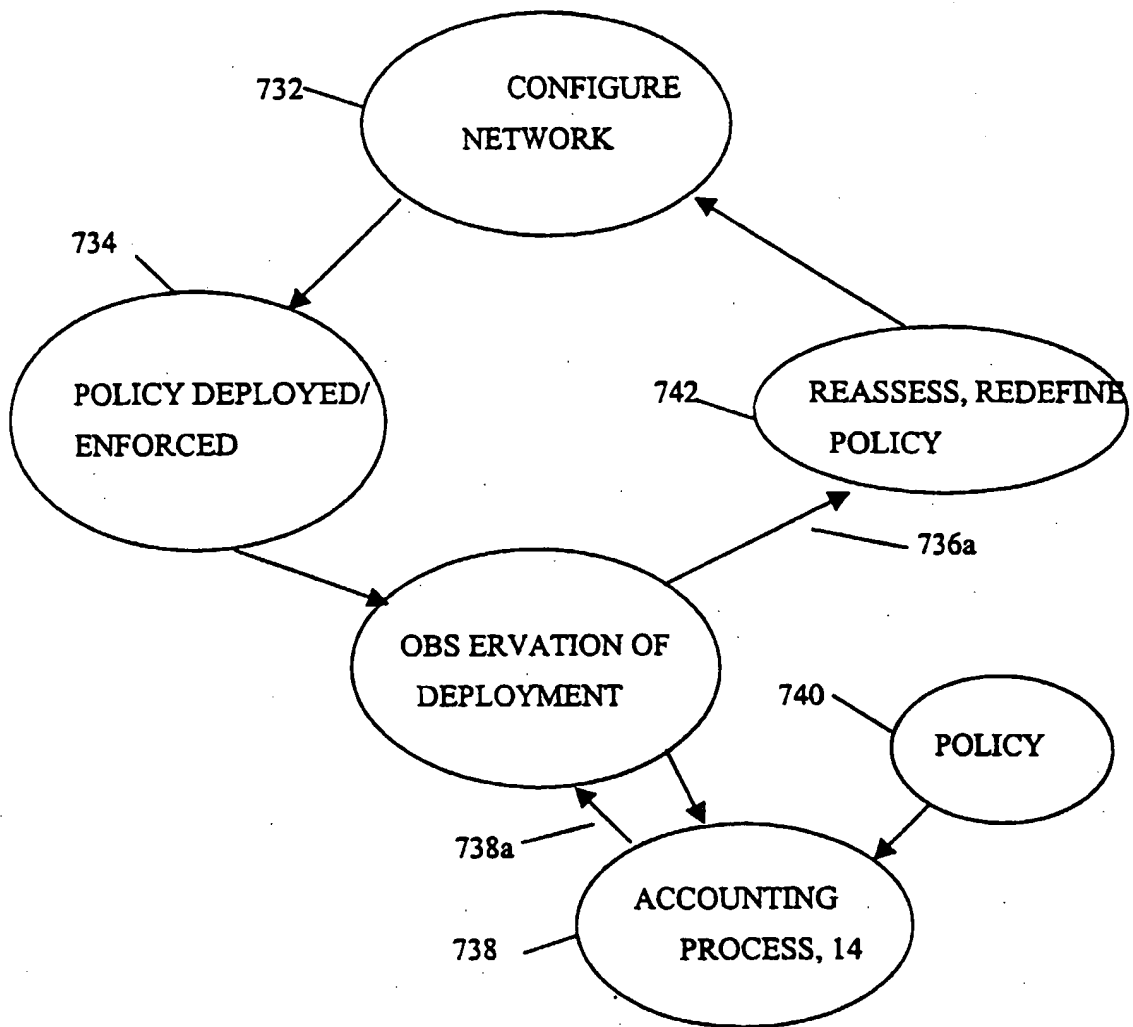 732
CONFIGURE
NETWORK
734
POLICY DEPLOYED/
ENFORCED
742
REASSESS, REDEFINE
POLICY
736a
OBS ERVATION OF
DEPLOYMENT
740
POLICY
738a
ACCOUNTING
PROCESS, 14
738